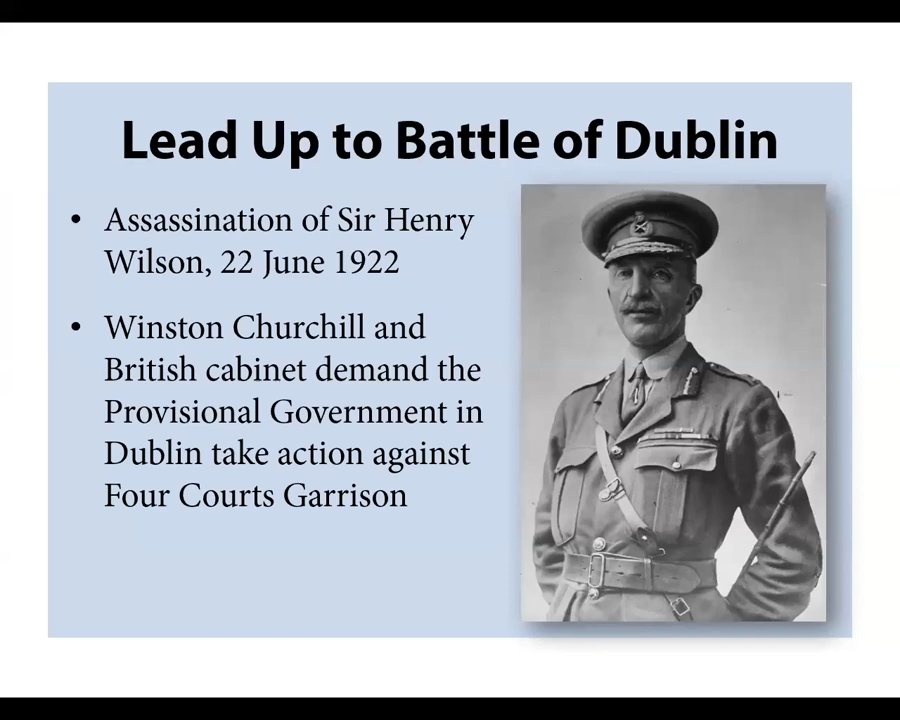 Lead Up to Battle of Dublin
• Assassination of Sir Henry
Wilson, 22 June 1922
• Winston Churchill and
British cabinet demand the
Provisional Government in
Dublin take action against
Four Courts Garrison